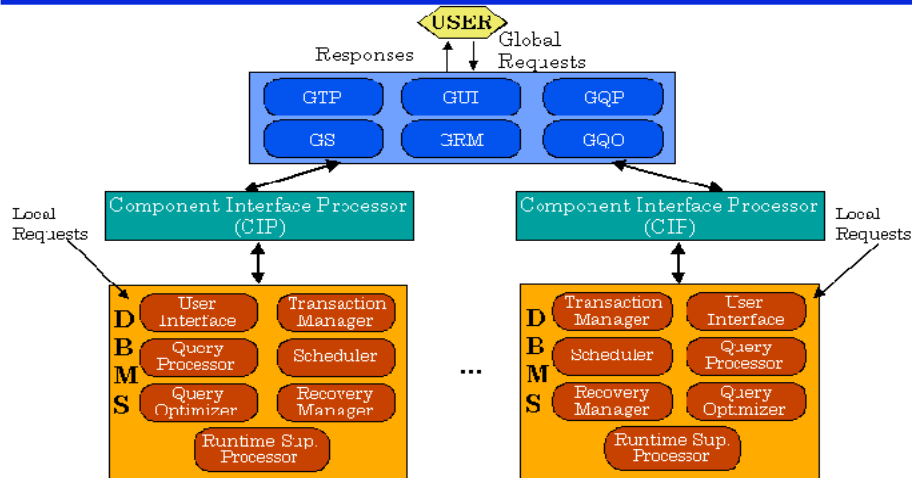 USER
Responses
Global
Requests
GTP
GUI
GQP
GS
GRM
GQO
Component Interface Processor
(CIP)
Component Interface Processor
(CIP)
Local
Requests
Local
Requests
D
B
M
S
User
Interface
Transaction
Manager
Query
Processor
Scheduler
Query
Optimizer
Recovery
Manager
Runtime Sup.
Processor
...
D
B
M
S
Transaction
Manager
User
Interface
Scheduler
Query
Processor
Recovery
Manager
Query
Optimizer
Runtime Sup.
Processor